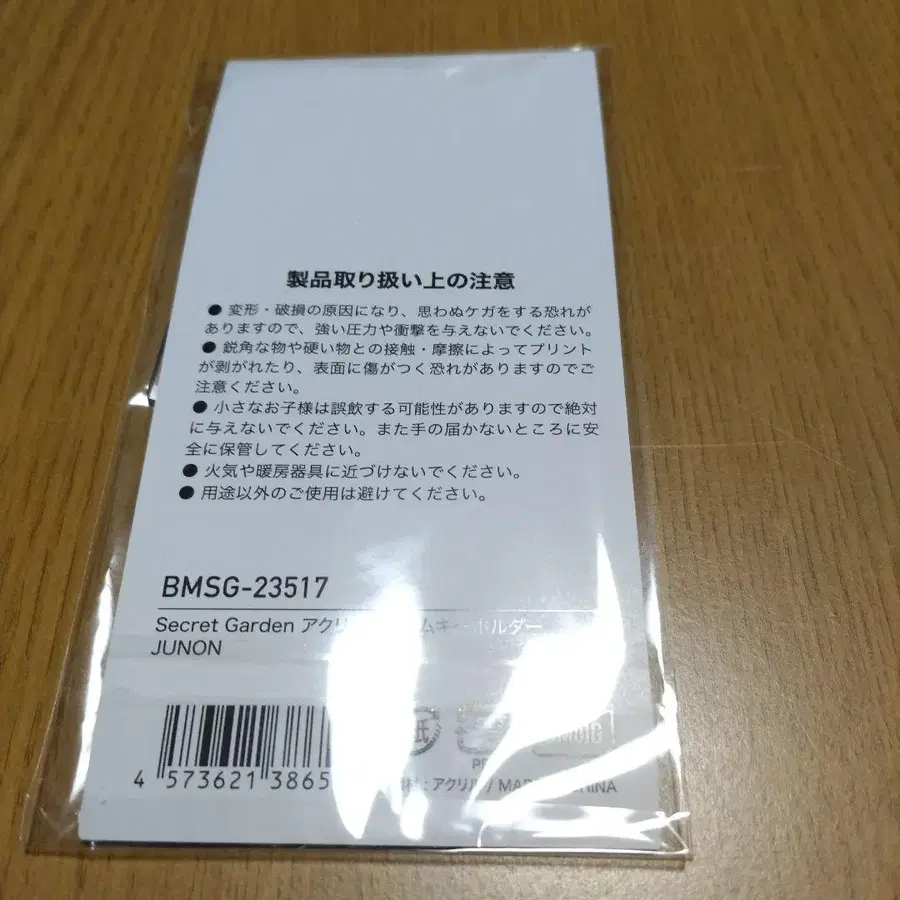 製品取り扱い上の注意
● 変形・破損の原因になり、思わぬケガをする恐れが
ありますので、強い圧力や衝撃を与えないでください。
● 鋭角な物や硬い物との接触・摩擦によってプリント
が剥がれたり、表面に傷がつく恐れがありますのでご
注意ください。
● 小さなお子様は誤飲する可能性がありますので絶対
に与えないでください。また手の届かないところに安
全に保管してください。
● 火気や暖房器具に近づけないでください。
● 用途以外のご使用は避けてください。
BMSG-23517
Secret Garden アクリ ムキーホルダー
JUNON
紙
4 573621 3865
: アクリル / MADE CHINA